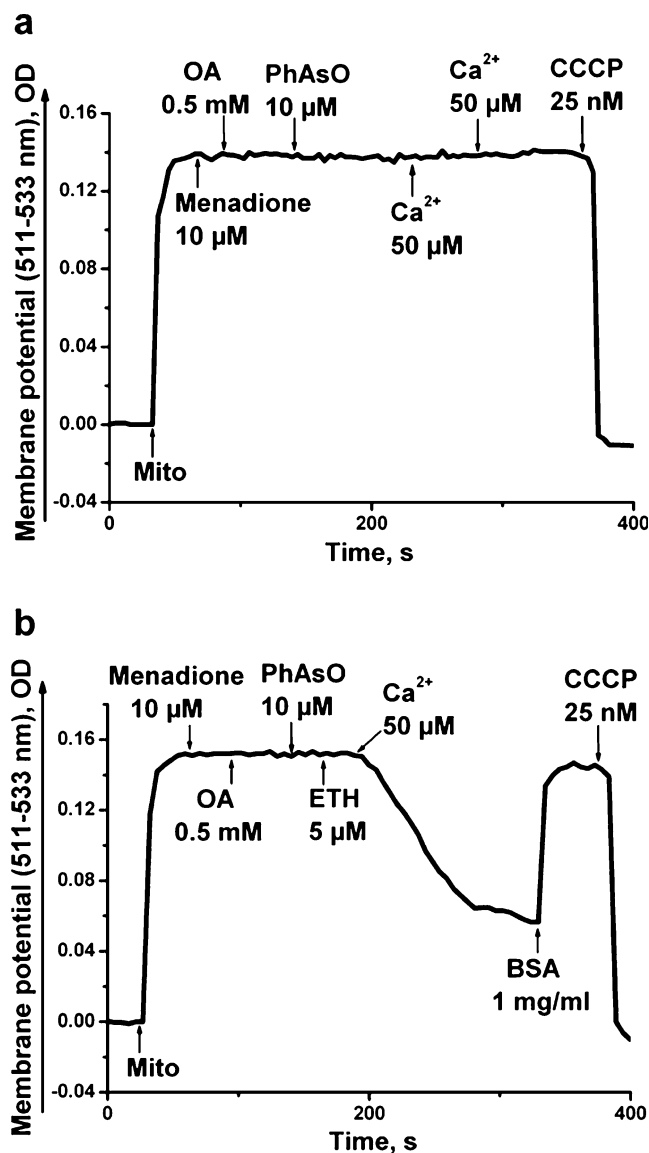 a
OA
0.5 mM
PhAsO
10 µM
Ca2+
50 µM
CCCP
25 nM
Membrane potential (511-533 nm), OD
0.16
0.12
0.08
0.04
0.00
-0.04
Menadione
10 µM
Ca2+
50 µM
Mito
0
200
400
Time, s
b
Menadione
10 µM
PhAsO
10 µM
Ca2+
50 µM
CCCP
25 nM
Membrane potential (511-533 nm), OD
0.16
0.12
0.08
0.04
0.00
-0.04
OA
0.5 mM
ETH
5 µM
BSA
1 mg/ml
Mito
0
200
400
Time, s